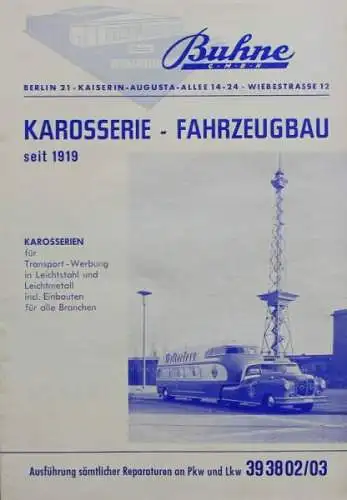 Buhne
G·M·B·H
BERLIN 21 - KAISERIN-AUGUSTA-ALLEE 14-24 - WIEBESTRASSE 12
KAROSSERIE - FAHRZEUGBAU
seit 1919
KAROSSERIEN
für
Transport-Werbung
in Leichtstahl und
Leichtmetall
incl. Einbauten
für alle Branchen
Ausführung sämtlicher Reparaturen an Pkw und Lkw 39 38 02/03